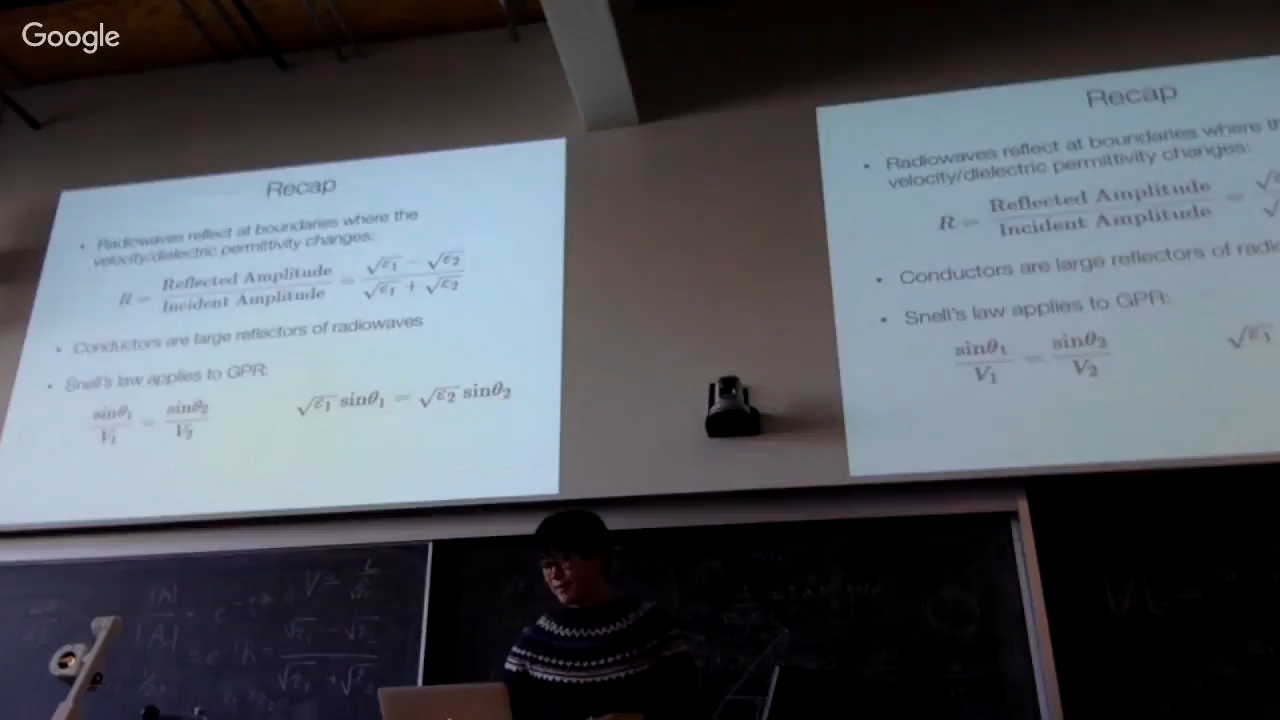 Google
Recap
• Radiowaves reflect at boundaries where the
velocity/dielectric permittivity changes:
R = Reflected Amplitude / Incident Amplitude = √ε1 − √ε2 / √ε1 + √ε2
• Conductors are large reflectors of radiowaves
• Snell's law applies to GPR:
sinθ1 / V1 = sinθ2 / V2    √ε1 sinθ1 = √ε2 sinθ2
Recap
• Radiowaves reflect at boundaries where th
velocity/dielectric permittivity changes:
R = Reflected Amplitude / Incident Amplitude =
• Conductors are large reflectors of radi
• Snell's law applies to GPR:
sinθ1 / V1 = sinθ2 / V2    √ε1